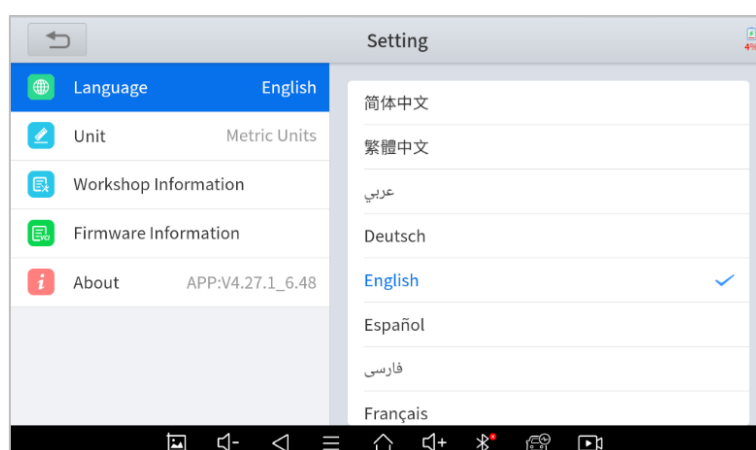 Setting
4%
Language English
Unit Metric Units
Workshop Information
Firmware Information
About APP:V4.27.1_6.48
简体中文
繁體中文
عربي
Deutsch
English
Español
فارسی
Français